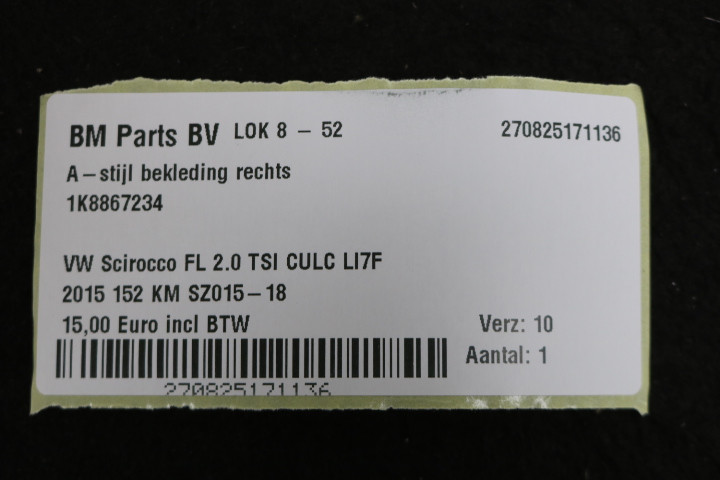 BM Parts BV LOK 8 - 52 270825171136
A-stijl bekleding rechts
1K8867234
VW Scirocco FL 2.0 TSI CULC LI7F
2015 152 KM SZ015-18
15,00 Euro incl BTW Verz: 10
Aantal: 1
270825171136